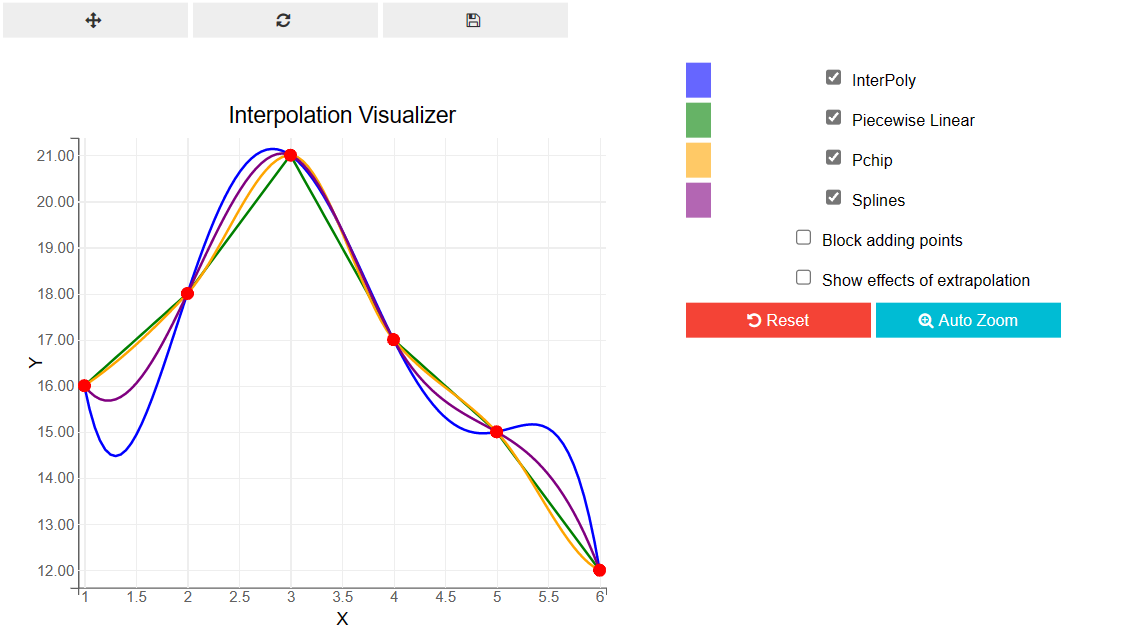 Interpolation Visualizer
21.00
20.00
19.00
18.00
17.00
16.00
15.00
14.00
13.00
12.00
Y
1 1.5 2 2.5 3 3.5 4 4.5 5 5.5 6
X
InterPoly
Piecewise Linear
Pchip
Splines
Block adding points
Show effects of extrapolation
Reset Auto Zoom